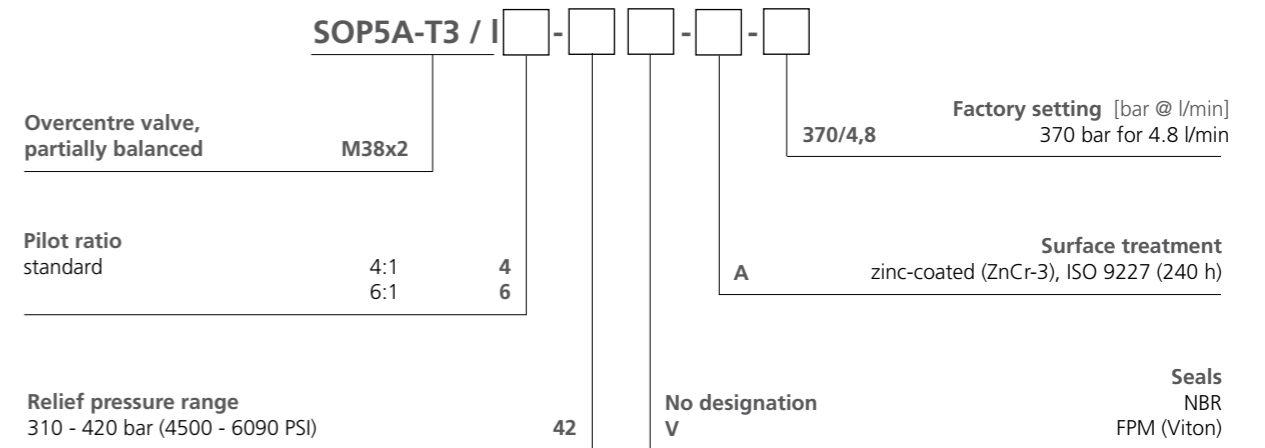 SOP5A-T3 / I - - -
Overcentre valve,
partially balanced M38x2
Factory setting [bar @ l/min]
370/4,8 370 bar for 4.8 l/min
Pilot ratio
standard 4:1 4
6:1 6
Surface treatment
A zinc-coated (ZnCr-3), ISO 9227 (240 h)
Relief pressure range
310 - 420 bar (4500 - 6090 PSI) 42
Seals
No designation NBR
V FPM (Viton)